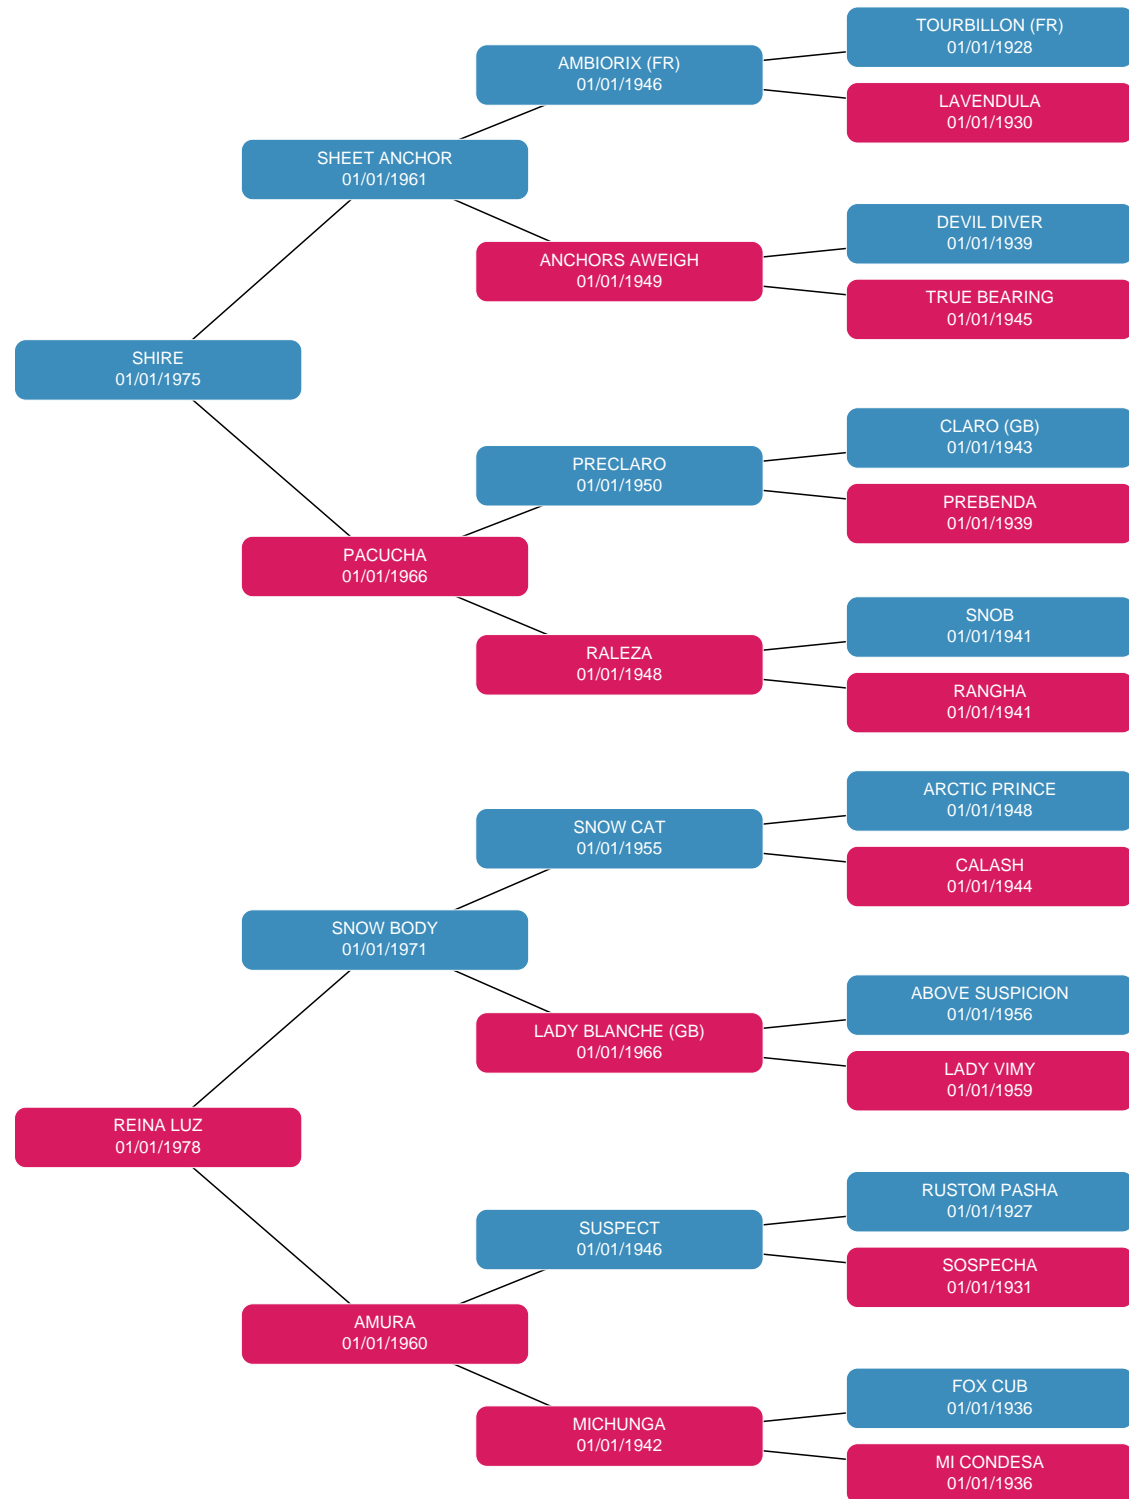 TOURBILLON (FR)
01/01/1928
AMBIORIX (FR)
01/01/1946
LAVENDULA
01/01/1930
SHEET ANCHOR
01/01/1961
DEVIL DIVER
01/01/1939
ANCHORS AWEIGH
01/01/1949
TRUE BEARING
01/01/1945
SHIRE
01/01/1975
CLARO (GB)
01/01/1943
PRECLARO
01/01/1950
PREBENDA
01/01/1939
PACUCHA
01/01/1966
SNOB
01/01/1941
RALEZA
01/01/1948
RANGHA
01/01/1941
ARCTIC PRINCE
01/01/1948
SNOW CAT
01/01/1955
CALASH
01/01/1944
SNOW BODY
01/01/1971
ABOVE SUSPICION
01/01/1956
LADY BLANCHE (GB)
01/01/1966
LADY VIMY
01/01/1959
REINA LUZ
01/01/1978
RUSTOM PASHA
01/01/1927
SUSPECT
01/01/1946
SOSPECHA
01/01/1931
AMURA
01/01/1960
FOX CUB
01/01/1936
MICHUNGA
01/01/1942
MI CONDESA
01/01/1936